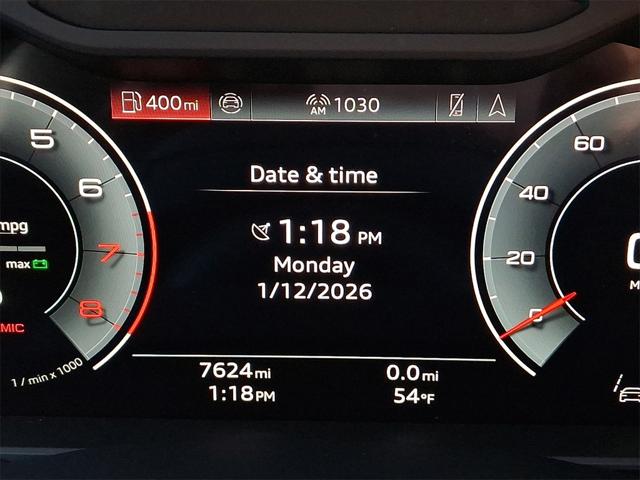 400mi
AM 1030
Date & time
1:18 PM
Monday
1/12/2026
7624mi
0.0mi
1:18PM
54°F
5
6
7
8
1 / min x 1000
mpg
max
MIC
60
40
20
0